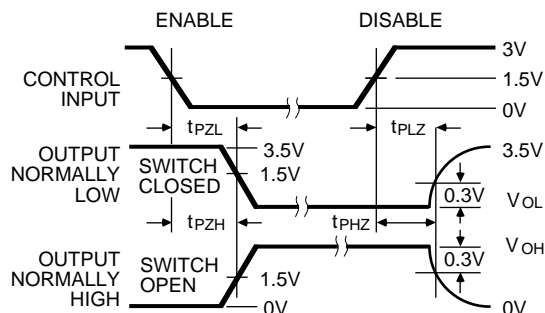 ENABLE DISABLE
3V
CONTROL INPUT 1.5V
0V
tPZL tPLZ
OUTPUT NORMALLY LOW
SWITCH CLOSED
3.5V 3.5V
1.5V
0.3V VOL
tPZH tPHZ
VOH
0.3V
OUTPUT NORMALLY HIGH
SWITCH OPEN
1.5V
0V 0V